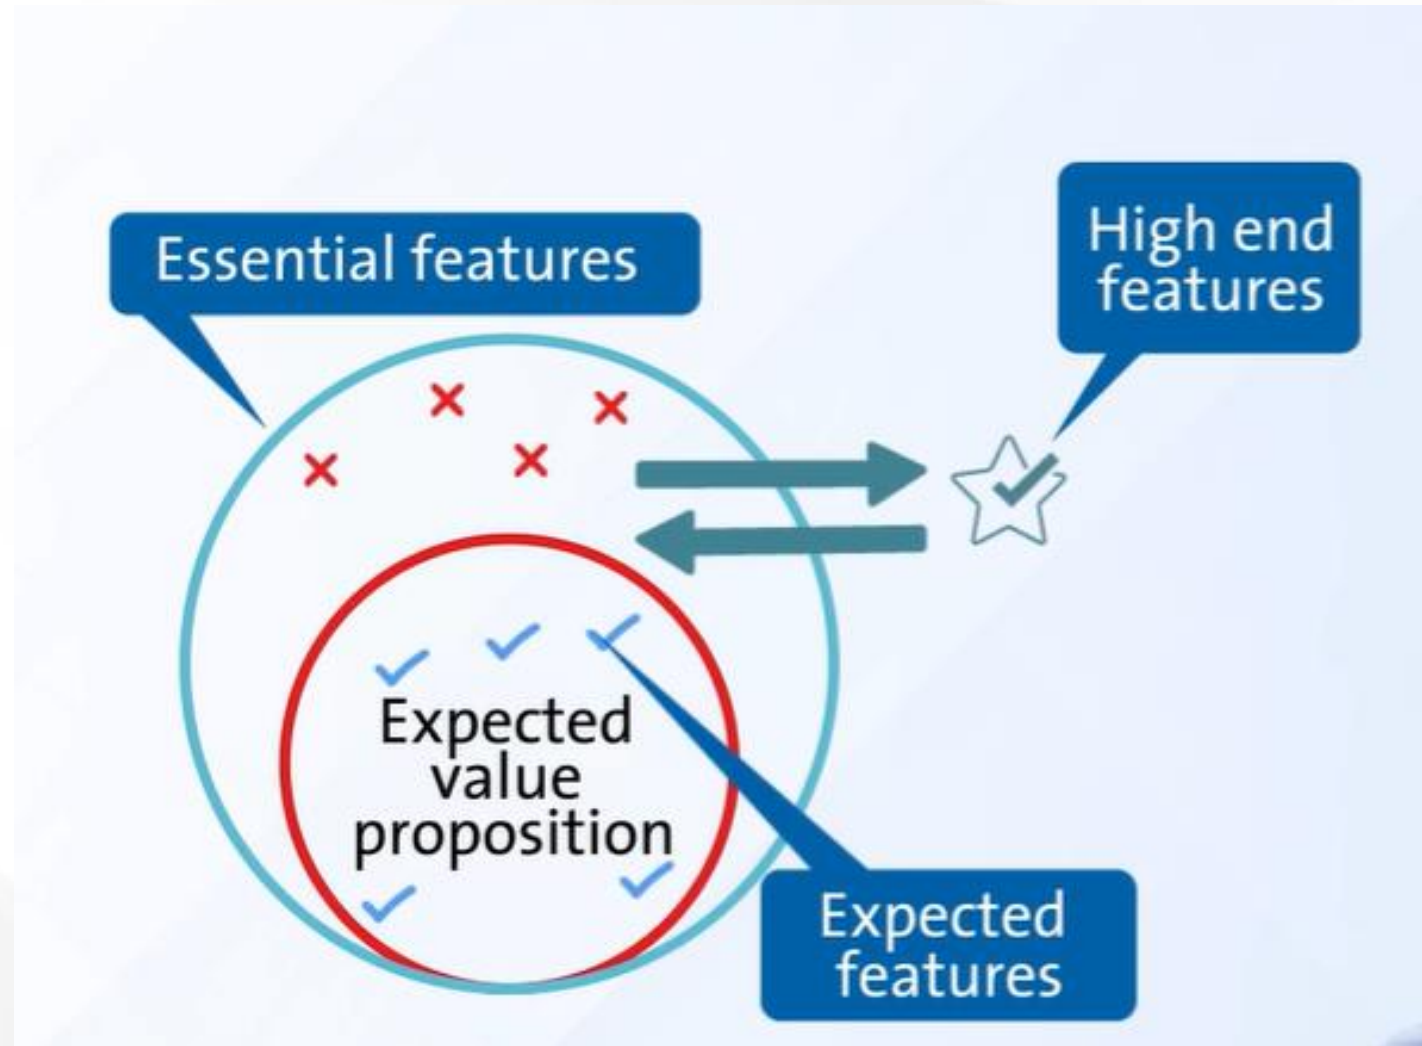 Essential features
High end
features
Expected
value
proposition
Expected
features